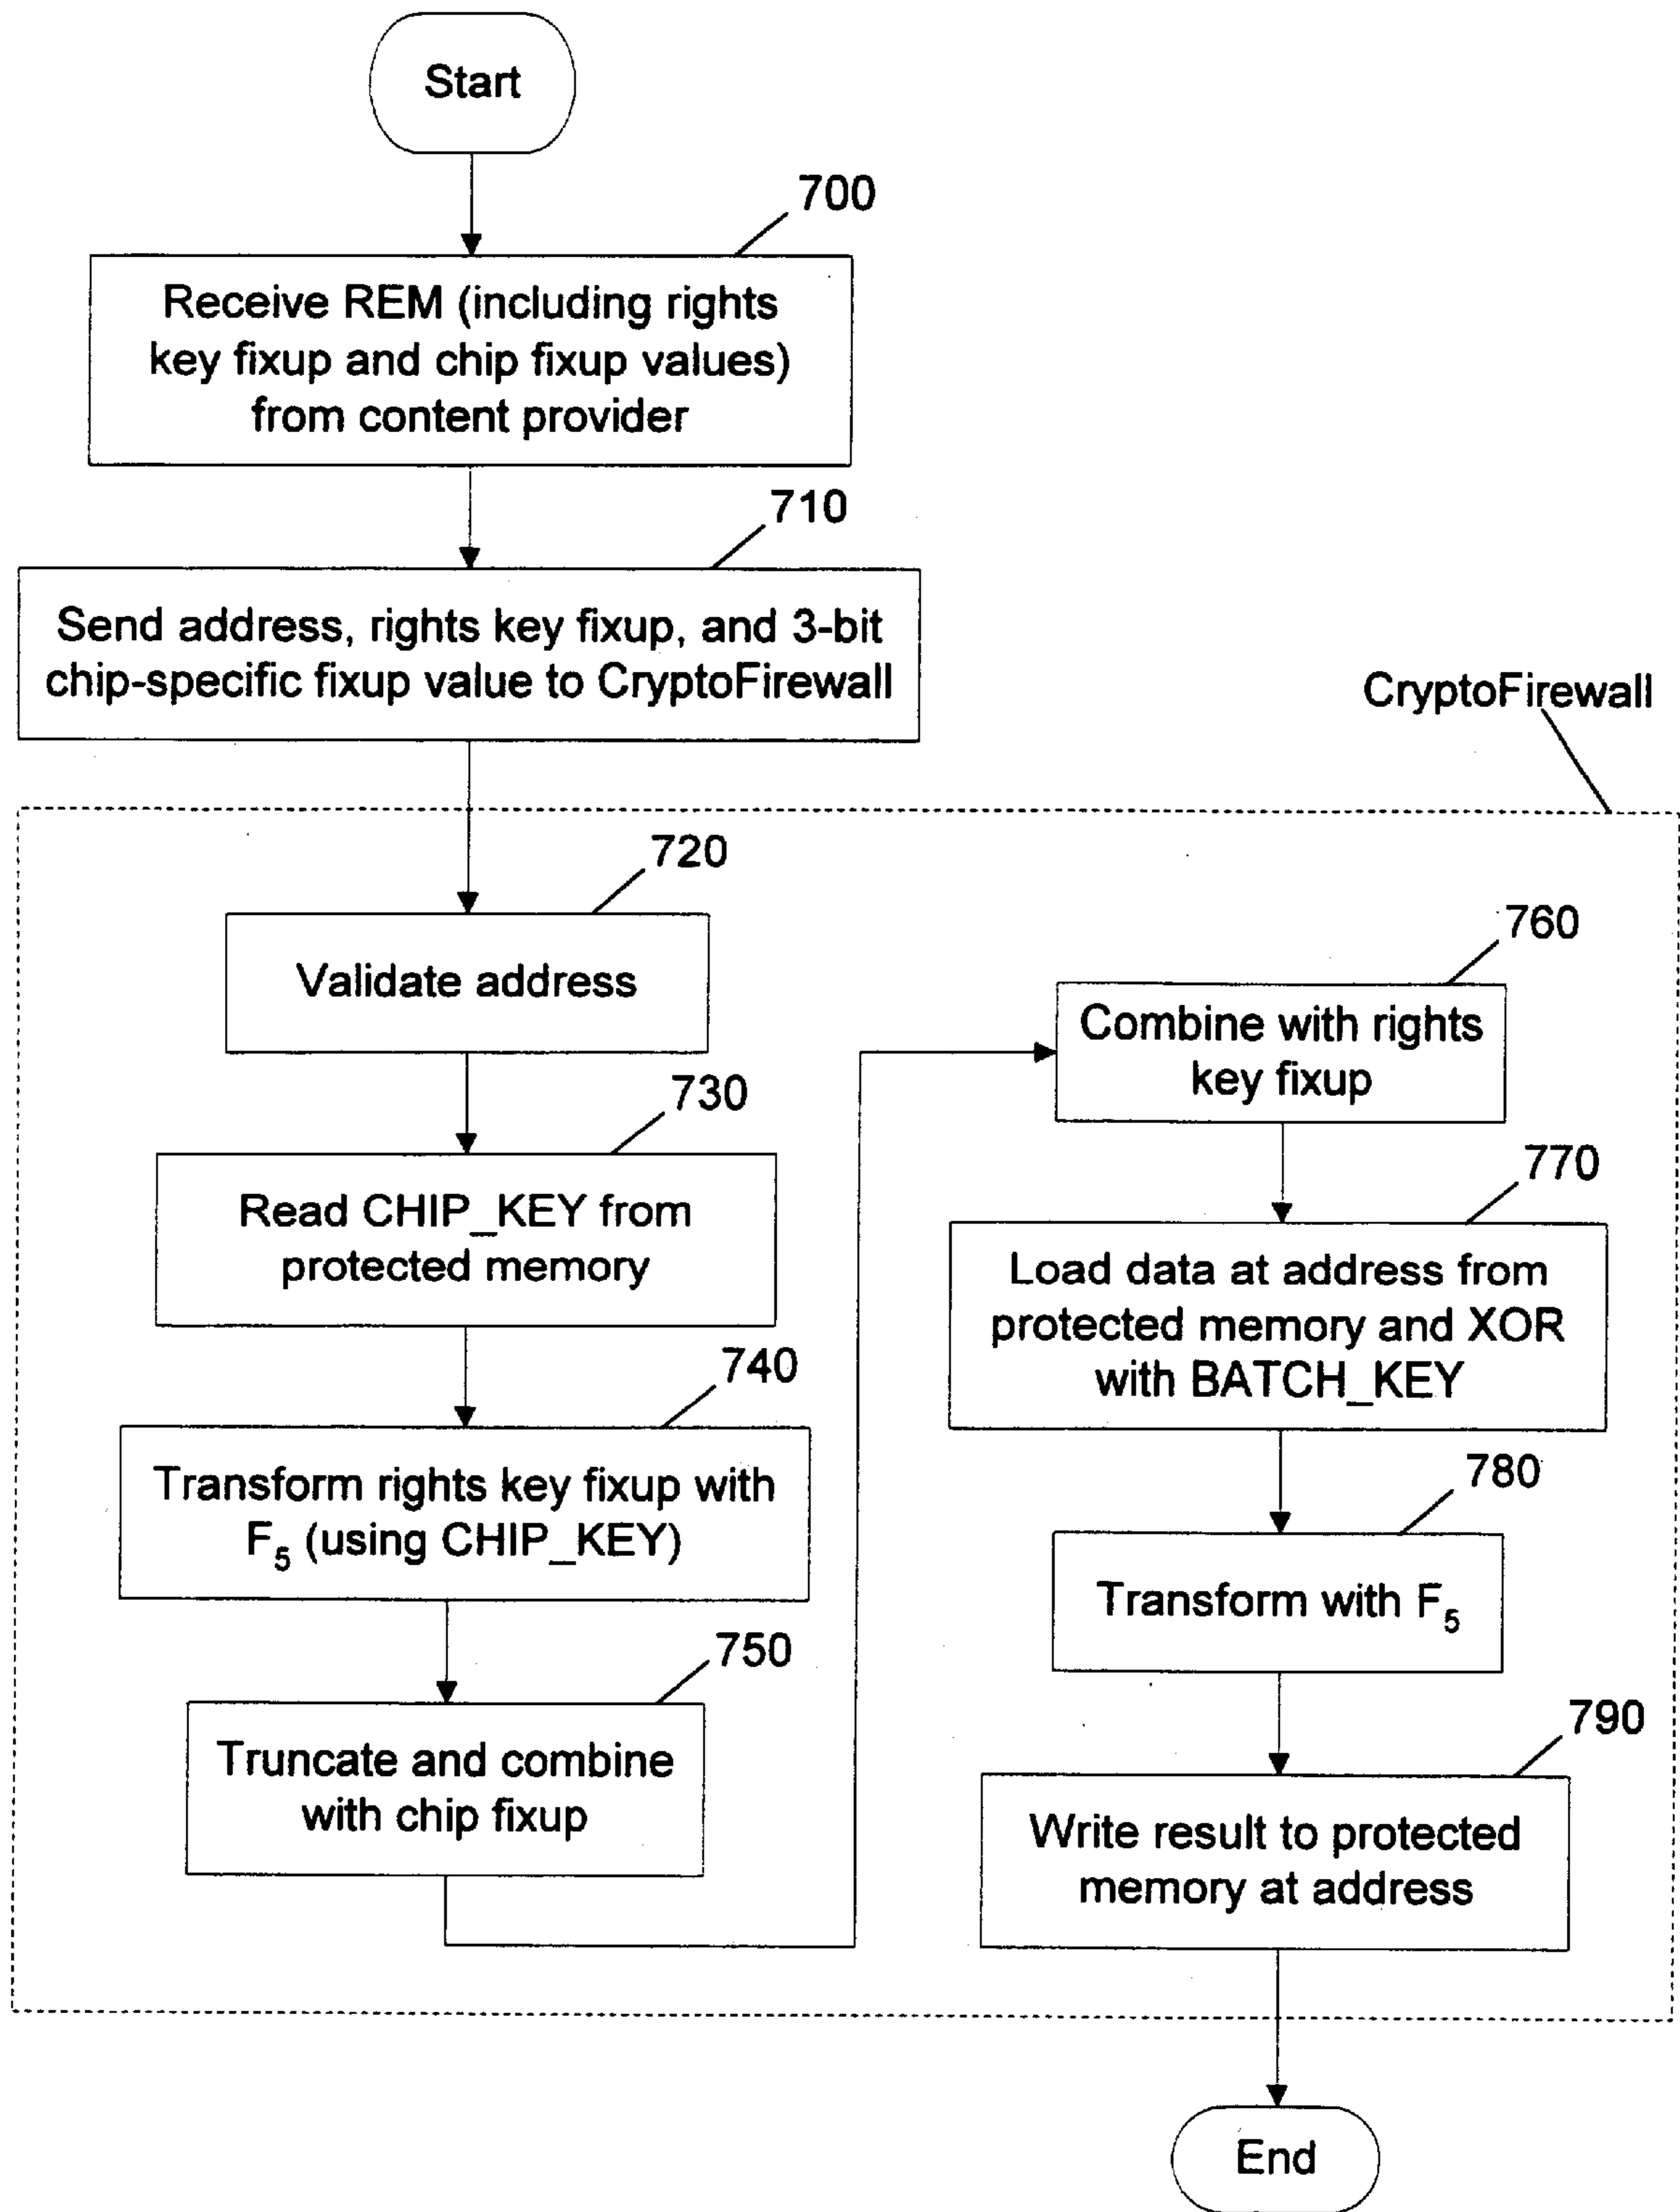 Start
700
Receive REM (including rights
key fixup and chip fixup values)
from content provider
710
Send address, rights key fixup, and 3-bit
chip-specific fixup value to CryptoFirewall
CryptoFirewall
720
Validate address
730
Read CHIP_KEY from
protected memory
740
Transform rights key fixup with
F5 (using CHIP_KEY)
750
Truncate and combine
with chip fixup
760
Combine with rights
key fixup
770
Load data at address from
protected memory and XOR
with BATCH_KEY
780
Transform with F5
790
Write result to protected
memory at address
End